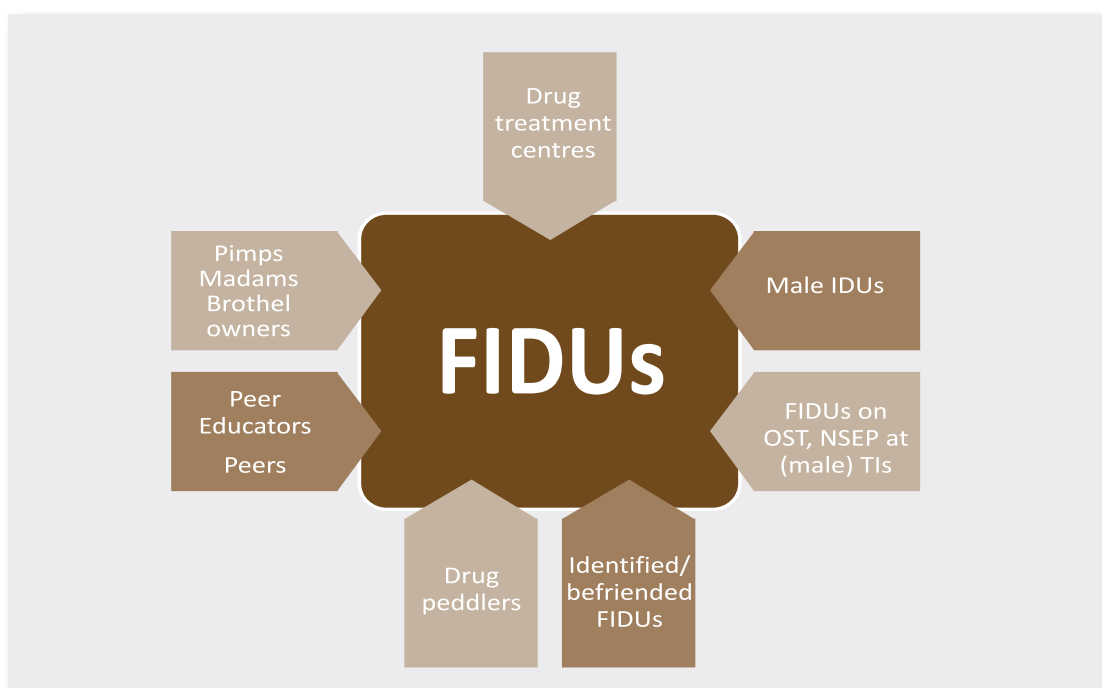 Drug
treatment
centres
Pimps
Madams
Brothel
owners
Male IDUs
FIDUs
Peer
Educators
Peers
FIDUs on
OST, NSEP at
(male) TIs
Drug
peddlers
Identified/
befriended
FIDUs